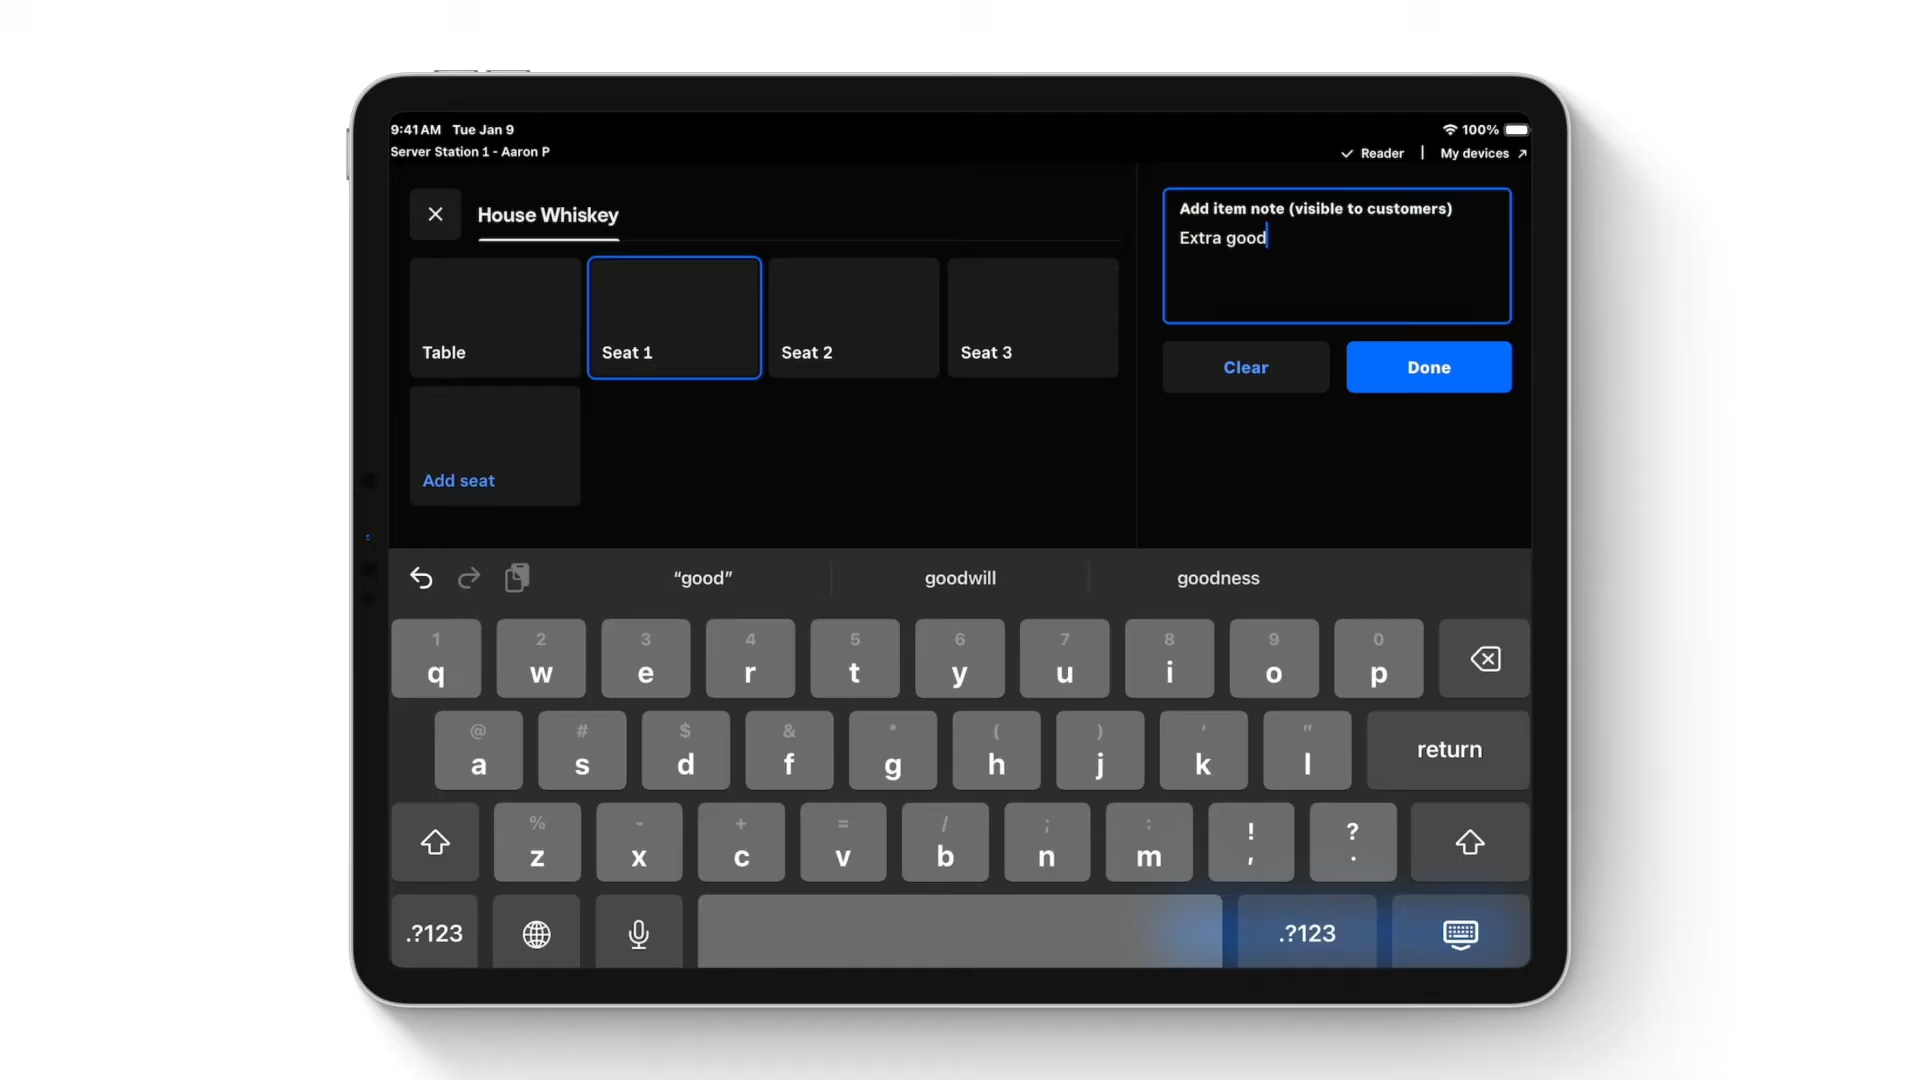 9:41 AM Tue Jan 9
100%
Server Station 1 - Aaron P
Reader | My devices
House Whiskey
Add item note (visible to customers)
Extra good
Table
Seat 1
Seat 2
Seat 3
Clear
Done
Add seat
“good”
goodwill
goodness
1 2 3 4 5 6 7 8 9 0
q w e r t y u i o p
@ # $ & * ( ) ' "
a s d f g h j k l
return
% - + = / ; : ! ?
z x c v b n m , .
.?123
.?123